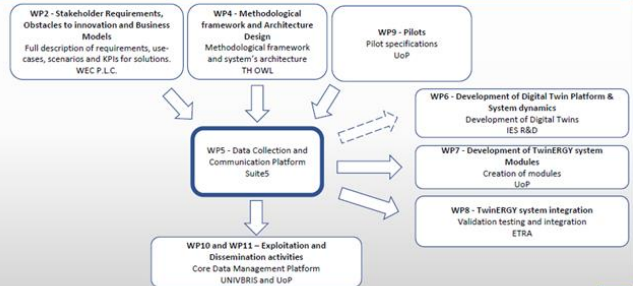 WP2 - Stakeholder Requirements,
Obstacles to innovation and Business
Models
Full description of requirements, use-
cases, scenarios and KPIs for solutions.
WEC P.L.C.
WP4 - Methodological
framework and Architecture
Design
Methodological framework
and system's architecture
TH OWL
WP9 - Pilots
Pilot specifications
UoP
WP5 - Data Collection and
Communication Platform
Suite5
WP6 - Development of Digital Twin Platform &
System dynamics
Development of Digital Twins
IES R&D
WP7 - Development of TwinERGY system
Modules
Creation of modules
UoP
WP8 - TwinERGY system integration
Validation testing and integration
ETRA
WP10 and WP11 – Exploitation and
Dissemination activities
Core Data Management Platform
UNIVBRIS and UoP